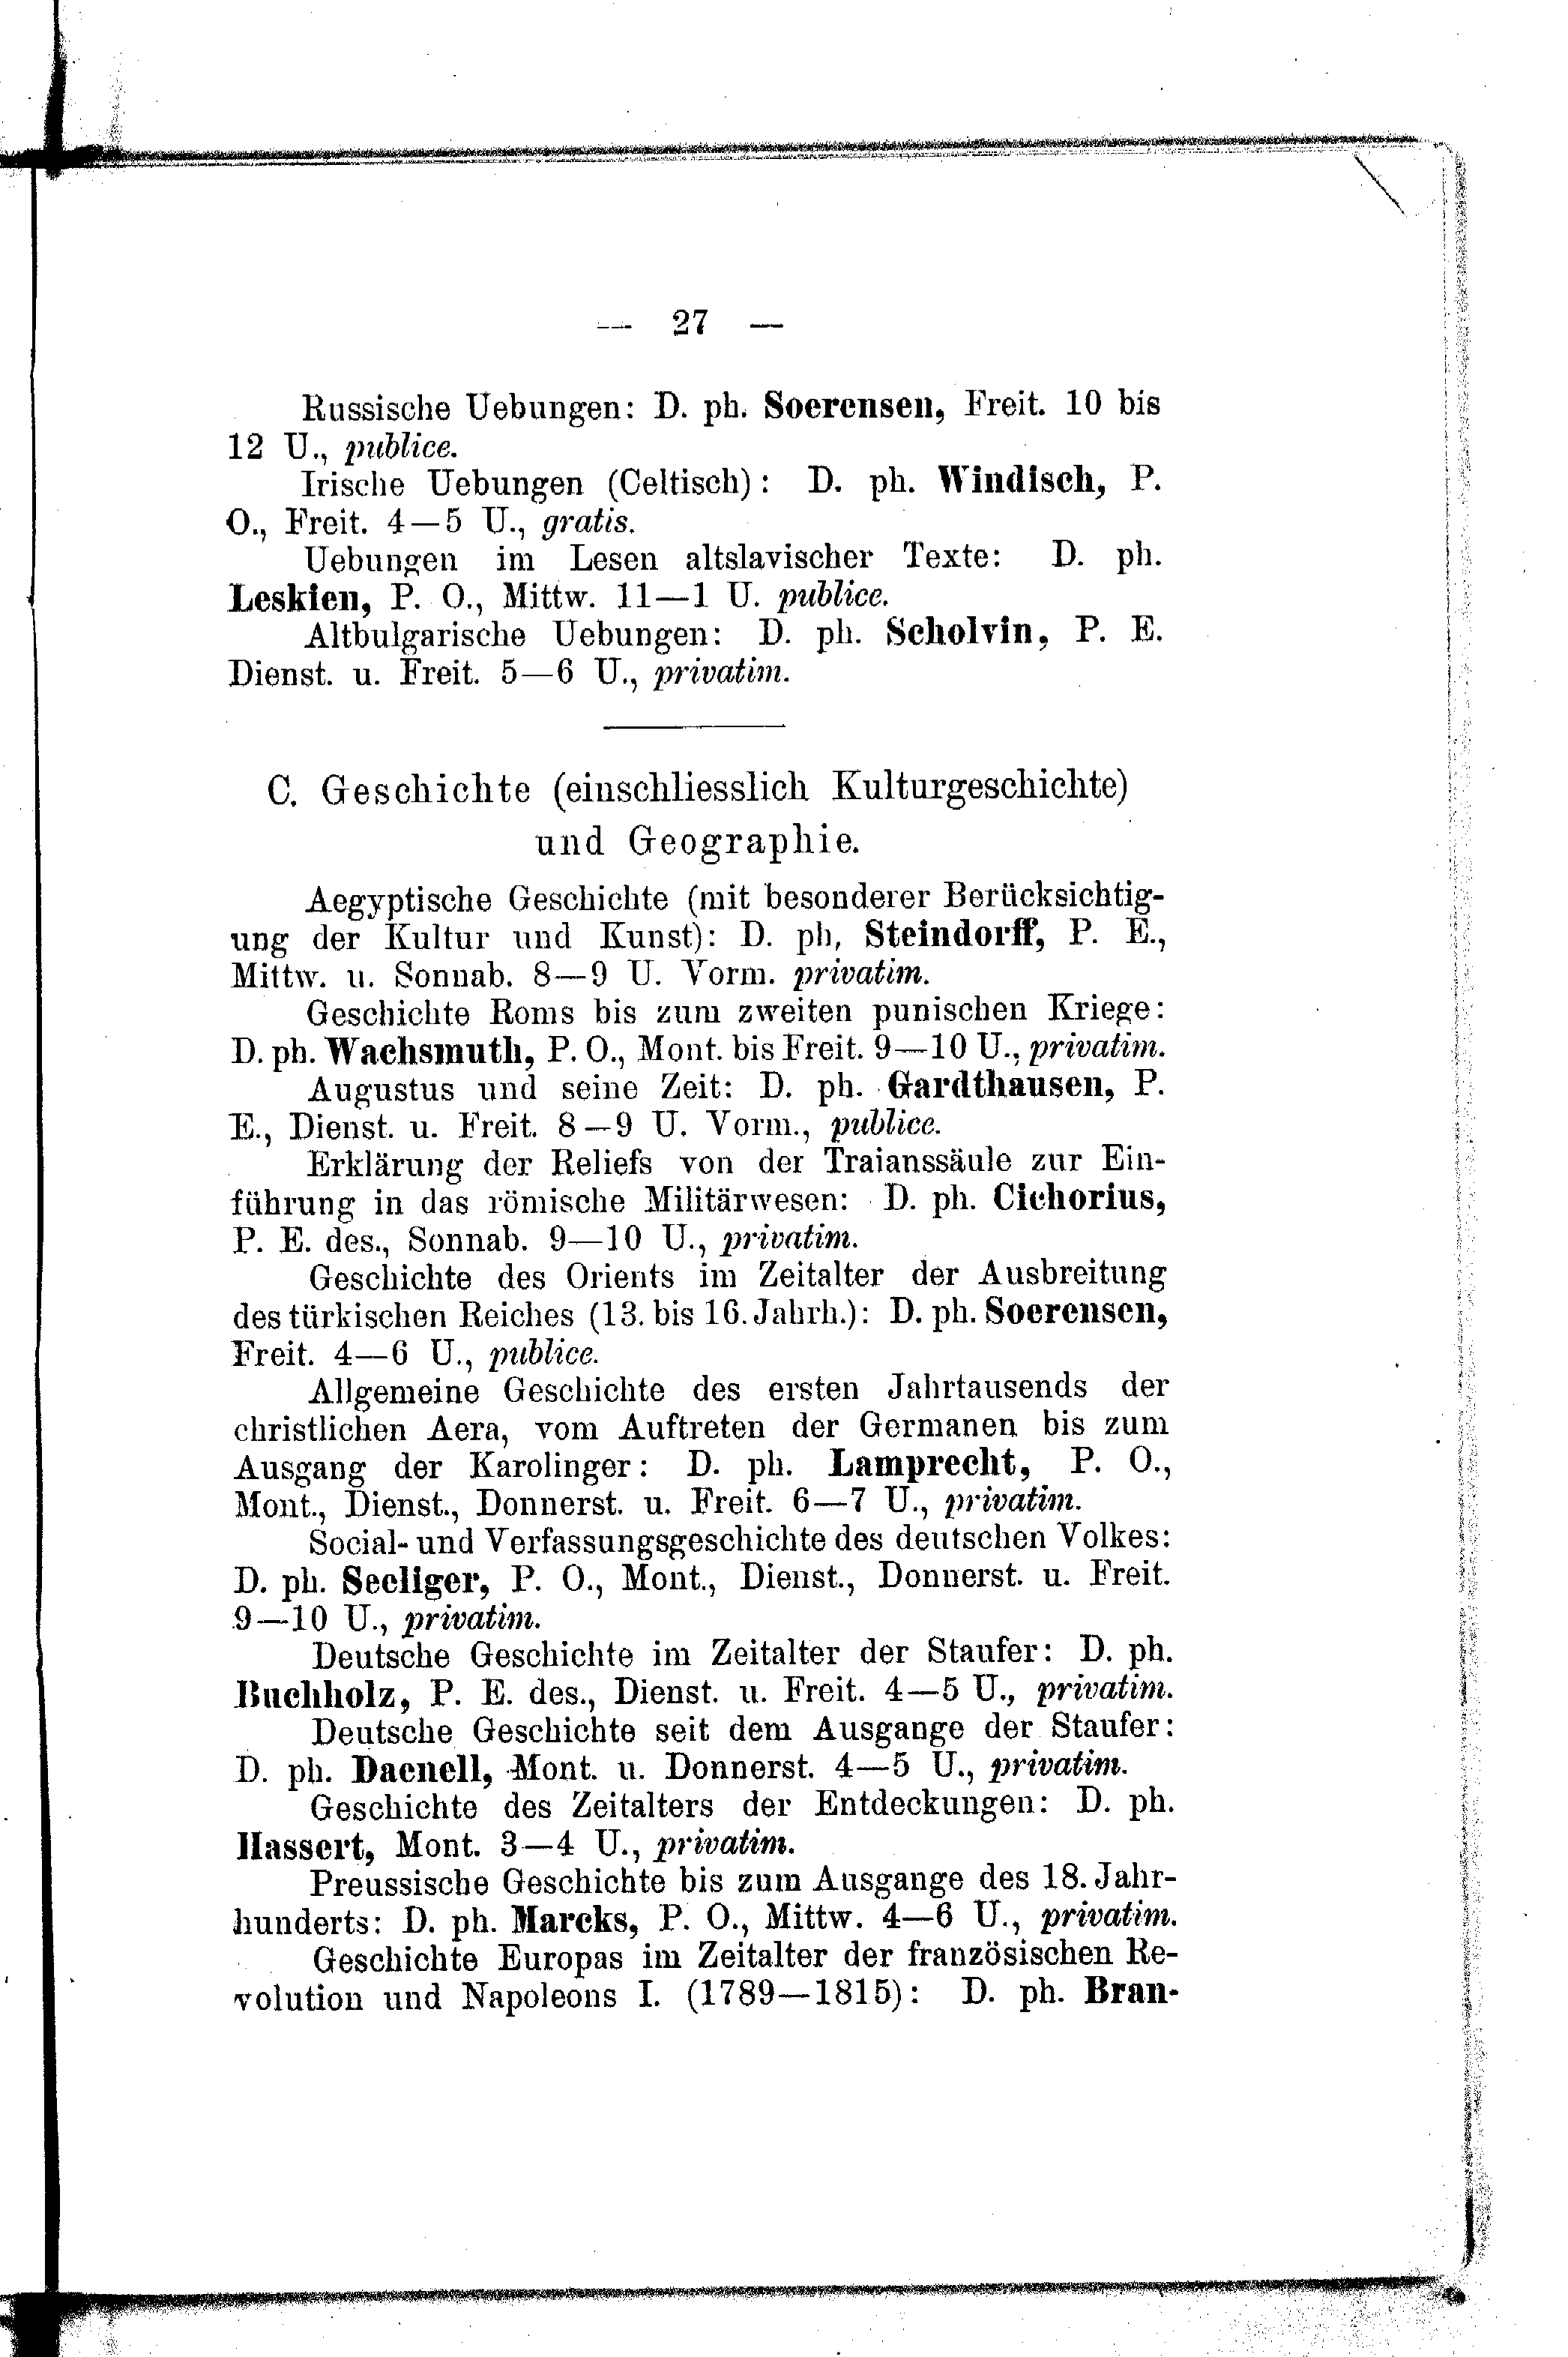 — 27 —
Russische Uebungen: D. ph. Soerensen, Freit. 10 bis
12 U., publice.
Irische Uebungen (Celtisch): D. ph. Windisch, P.
O., Freit. 4—5 U., gratis.
Uebungen im Lesen altslavischer Texte: D. ph.
Leskien, P. O., Mittw. 11—1 U. publice.
Altbulgarische Uebungen: D. ph. Scholvin, P. E.
Dienst. u. Freit. 5—6 U., privatim.
C. Geschichte (einschliesslich Kulturgeschichte)
und Geographie.
Aegyptische Geschichte (mit besonderer Berücksichtig-
ung der Kultur und Kunst): D. ph, Steindorff, P. E.,
Mittw. u. Sonnab. 8—9 U. Vorm. privatim.
Geschichte Roms bis zum zweiten punischen Kriege:
D. ph. Wachsmuth, P. O., Mont. bis Freit. 9—10 U., privatim.
Augustus und seine Zeit: D. ph. Gardthausen, P.
E., Dienst. u. Freit. 8—9 U. Vorm., publice.
Erklärung der Reliefs von der Traianssäule zur Ein-
führung in das römische Militärwesen: D. ph. Cichorius,
P. E. des., Sonnab. 9—10 U., privatim.
Geschichte des Orients im Zeitalter der Ausbreitung
des türkischen Reiches (13. bis 16. Jahrh.): D. ph. Soerensen,
Freit. 4—6 U., publice.
Allgemeine Geschichte des ersten Jahrtausends der
christlichen Aera, vom Auftreten der Germanen bis zum
Ausgang der Karolinger: D. ph. Lamprecht, P. O.,
Mont., Dienst., Donnerst. u. Freit. 6—7 U., privatim.
Social- und Verfassungsgeschichte des deutschen Volkes:
D. ph. Seeliger, P. O., Mont., Dienst., Donnerst. u. Freit.
9—10 U., privatim.
Deutsche Geschichte im Zeitalter der Staufer: D. ph.
Buchholz, P. E. des., Dienst. u. Freit. 4—5 U., privatim.
Deutsche Geschichte seit dem Ausgange der Staufer:
D. ph. Daenell, Mont. u. Donnerst. 4—5 U., privatim.
Geschichte des Zeitalters der Entdeckungen: D. ph.
Hassert, Mont. 3—4 U., privatim.
Preussische Geschichte bis zum Ausgange des 18. Jahr-
hunderts: D. ph. Marcks, P. O., Mittw. 4—6 U., privatim.
Geschichte Europas im Zeitalter der französischen Re-
volution und Napoleons I. (1789—1815): D. ph. Bran-